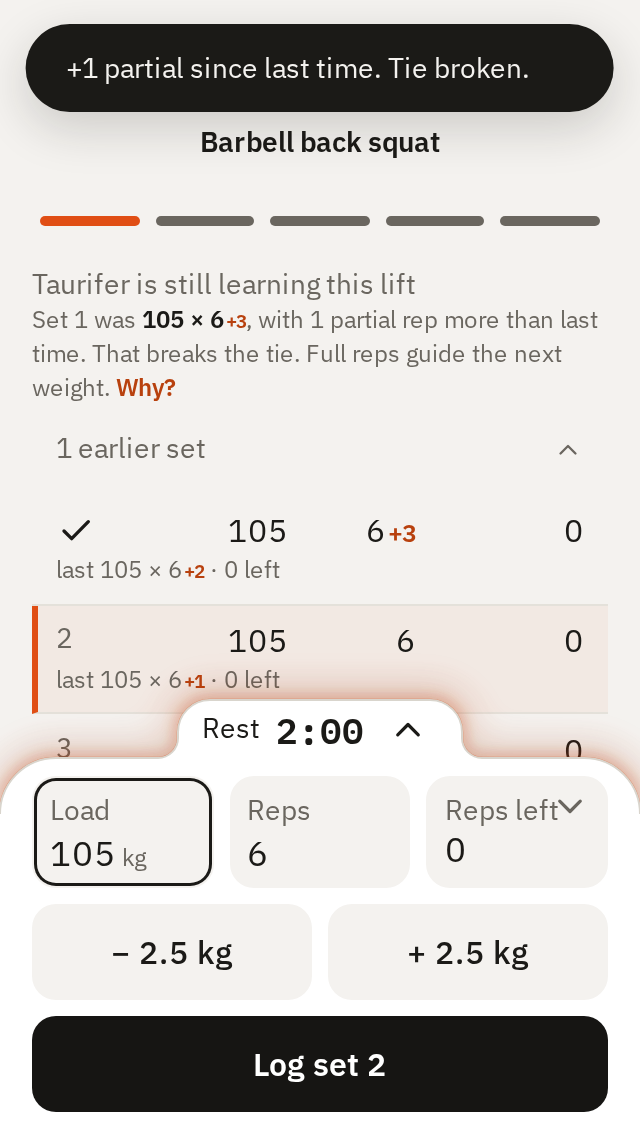 +1 partial since last time. Tie broken.
Barbell back squat
Taurifer is still learning this lift
Set 1 was 105 × 6 +3, with 1 partial rep more than last
time. That breaks the tie. Full reps guide the next
weight. Why?
1 earlier set
105 6 +3 0
last 105 × 6 +2 · 0 left
2 105 6 0
last 105 × 6 +1 · 0 left
3 0
Rest 2:00
Load Reps Reps left
105 kg 6 0
− 2.5 kg + 2.5 kg
Log set 2